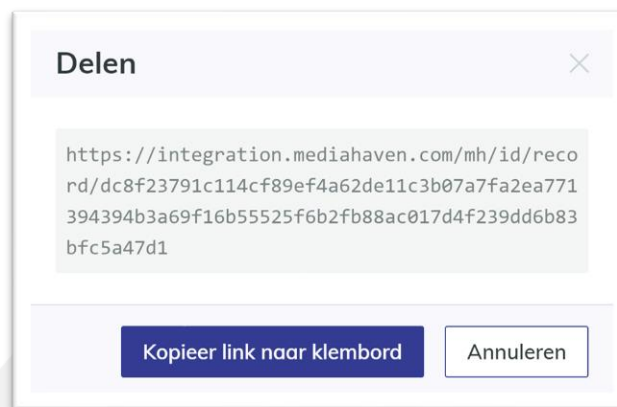 Delen
https://integration.mediahaven.com/mh/id/reco
rd/dc8f23791c114cf89ef4a62de11c3b07a7fa2ea771
394394b3a69f16b55525f6b2fb88ac017d4f239dd6b83
bfc5a47d1
Kopieer link naar klembord
Annuleren